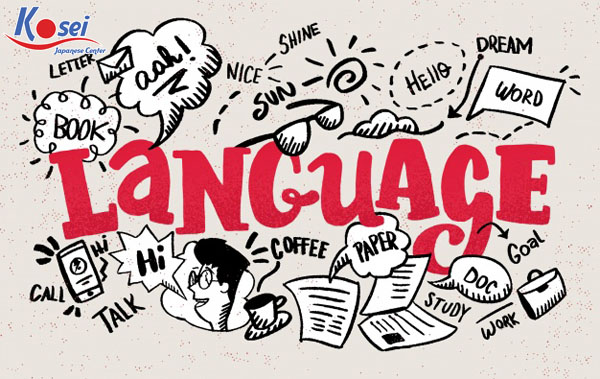 Kosei
Japanese Center
LETTER
aah!
NICE
SHINE
SUN
HELLO
DREAM
WORD
BOOK
LANGUAGE
CALL
Hi
TALK
Hi
COFFEE
PAPER
DOC
Goal
STUDY
WORK